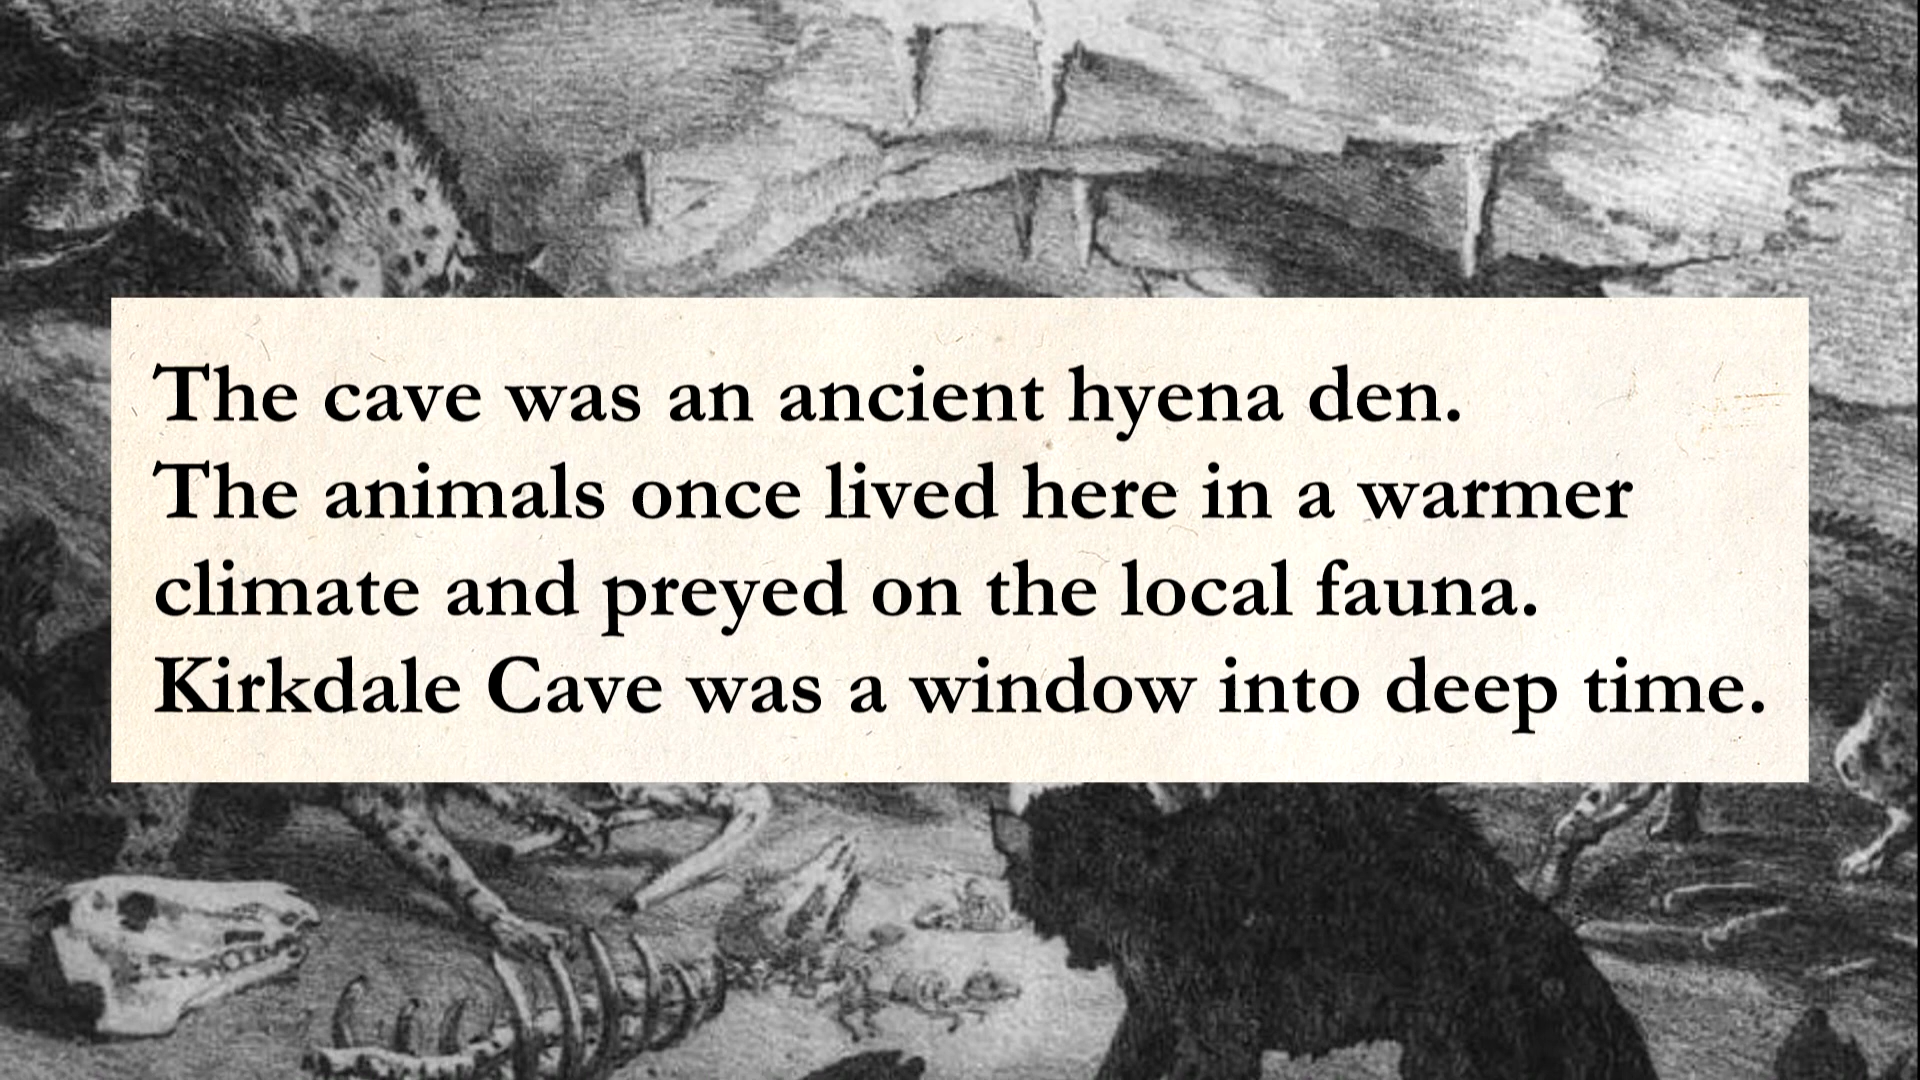 The cave was an ancient hyena den.
The animals once lived here in a warmer
climate and preyed on the local fauna.
Kirkdale Cave was a window into deep time.